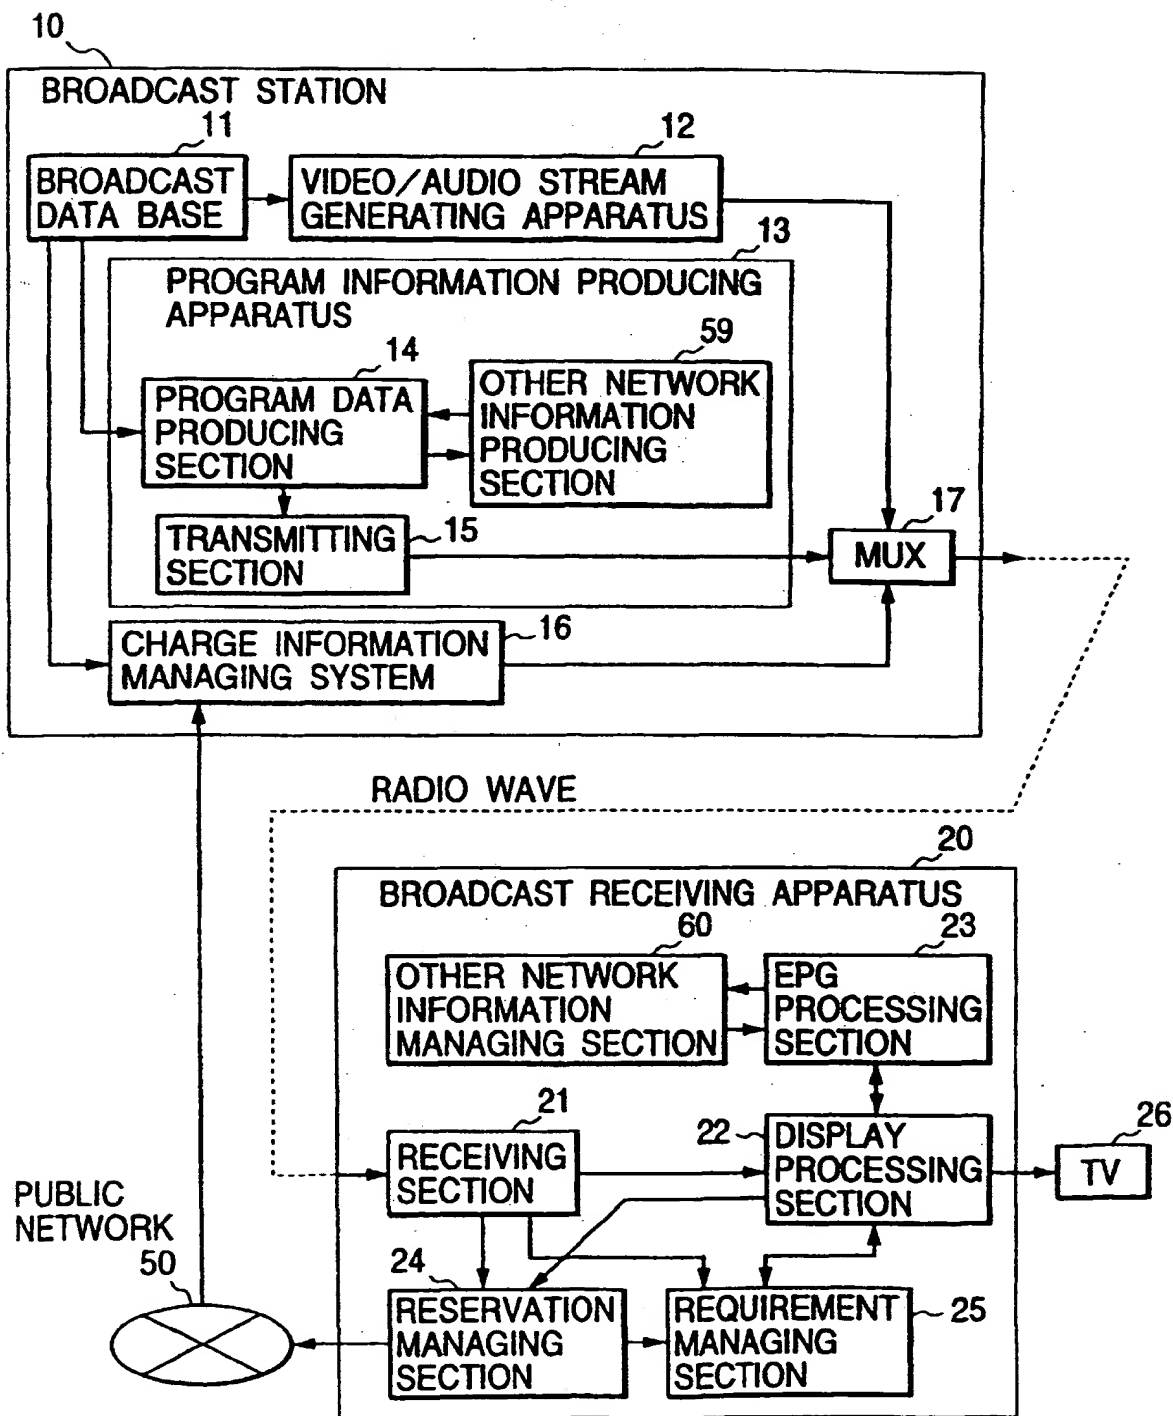 10
BROADCAST STATION
11
12
BROADCAST
DATA BASE
VIDEO/AUDIO STREAM
GENERATING APPARATUS
13
PROGRAM INFORMATION PRODUCING
APPARATUS
14
59
PROGRAM DATA
PRODUCING
SECTION
OTHER NETWORK
INFORMATION
PRODUCING
SECTION
TRANSMITTING
SECTION
15
17
MUX
CHARGE INFORMATION
MANAGING SYSTEM
16
RADIO WAVE
20
BROADCAST RECEIVING APPARATUS
60
23
OTHER NETWORK
INFORMATION
MANAGING SECTION
EPG
PROCESSING
SECTION
21
RECEIVING
SECTION
22
DISPLAY
PROCESSING
SECTION
26
TV
PUBLIC
NETWORK
50
24
RESERVATION
MANAGING
SECTION
REQUIREMENT
MANAGING
SECTION
25